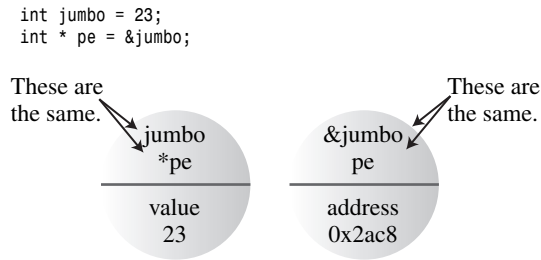 int jumbo = 23;
int * pe = &jumbo;
These are
the same.
These are
the same.
jumbo
*pe
&jumbo
pe
value
23
address
0x2ac8